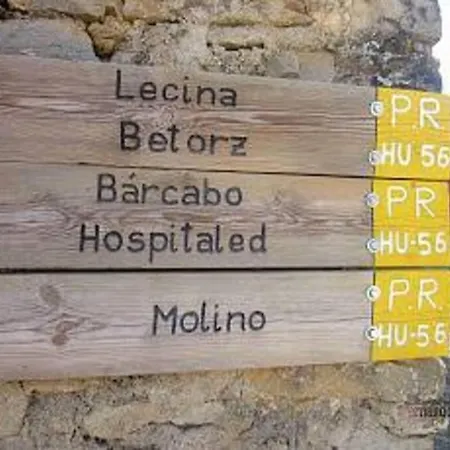 Lecina
Betorz
P.R.
HU 56
Bárcabo
Hospitaled
P R
HU-56
Molino
P.R.
HU-56